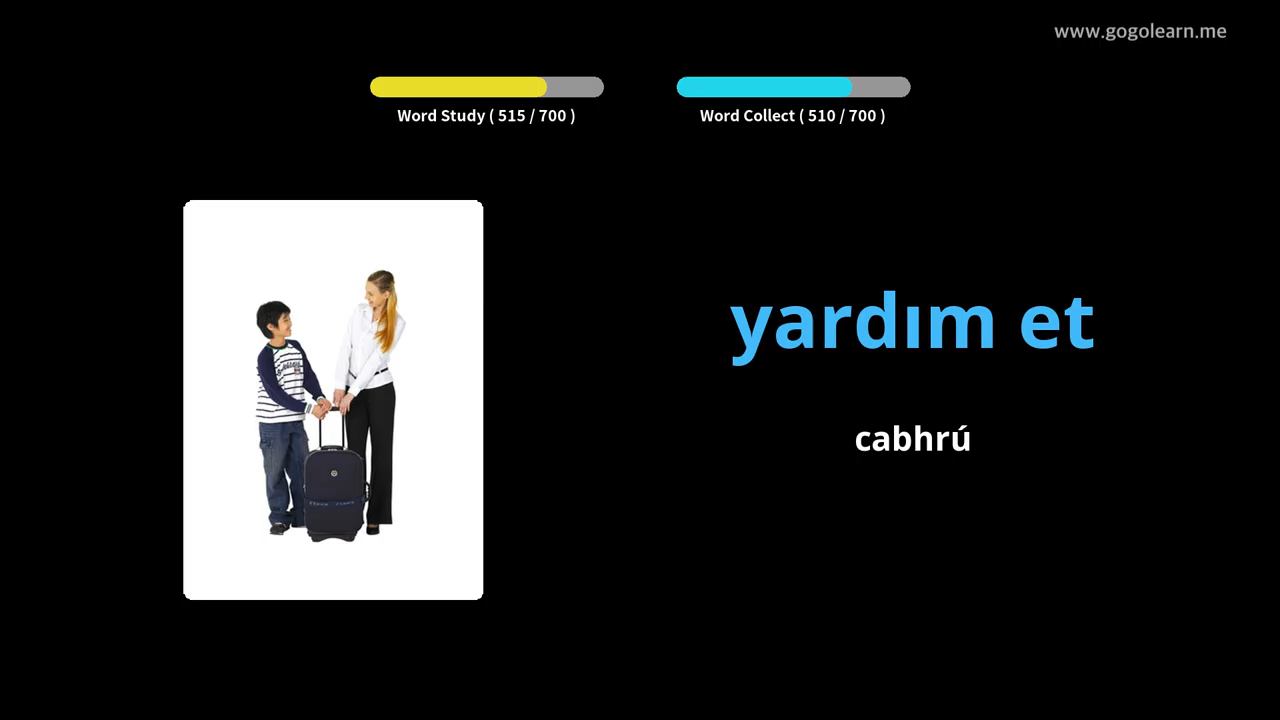 www.gogolearn.me
Word Study ( 515 / 700 )
Word Collect ( 510 / 700 )
yardım et
cabhrú